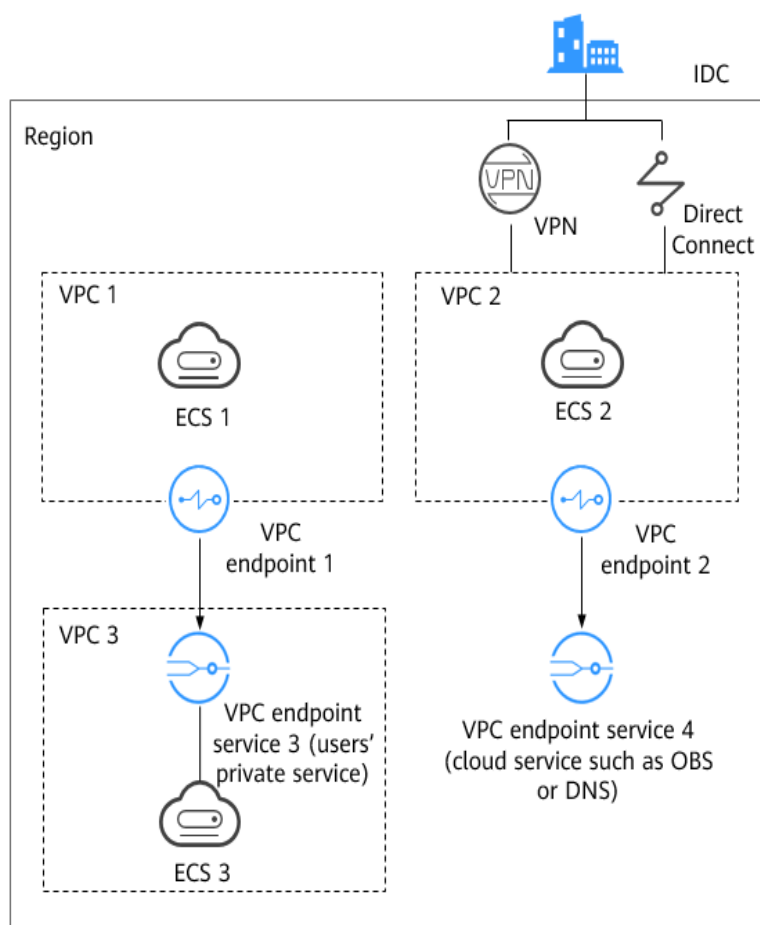 IDC
Region
VPN
VPN
Direct
Connect
VPC 1
VPC 2
ECS 1
ECS 2
VPC
endpoint 1
VPC
endpoint 2
VPC 3
VPC endpoint
service 3 (users’
private service)
VPC endpoint service 4
(cloud service such as OBS
or DNS)
ECS 3